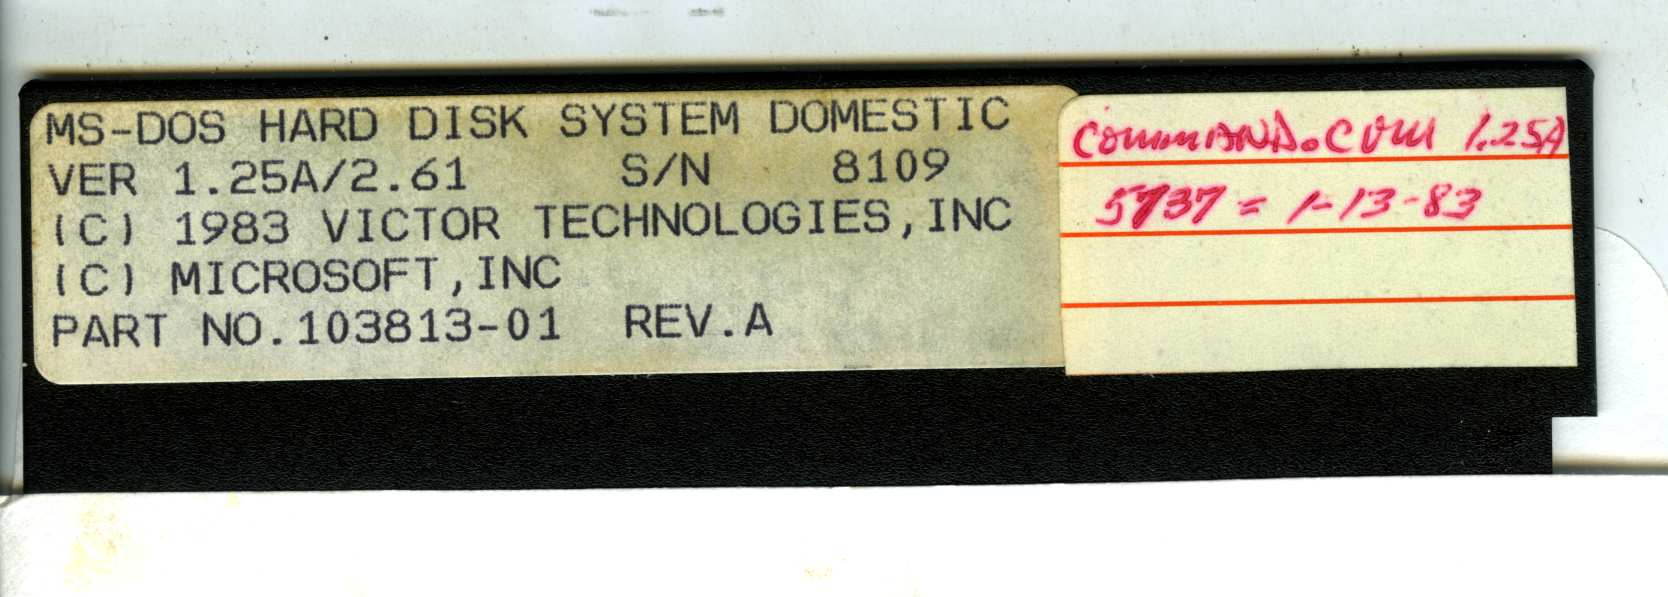 MS-DOS HARD DISK SYSTEM DOMESTIC
VER 1.25A/2.61 S/N 8109
(C) 1983 VICTOR TECHNOLOGIES,INC
(C) MICROSOFT,INC
PART NO.103813-01 REV.A
COMMAND.COM 1.25A
5737 = 1-13-83